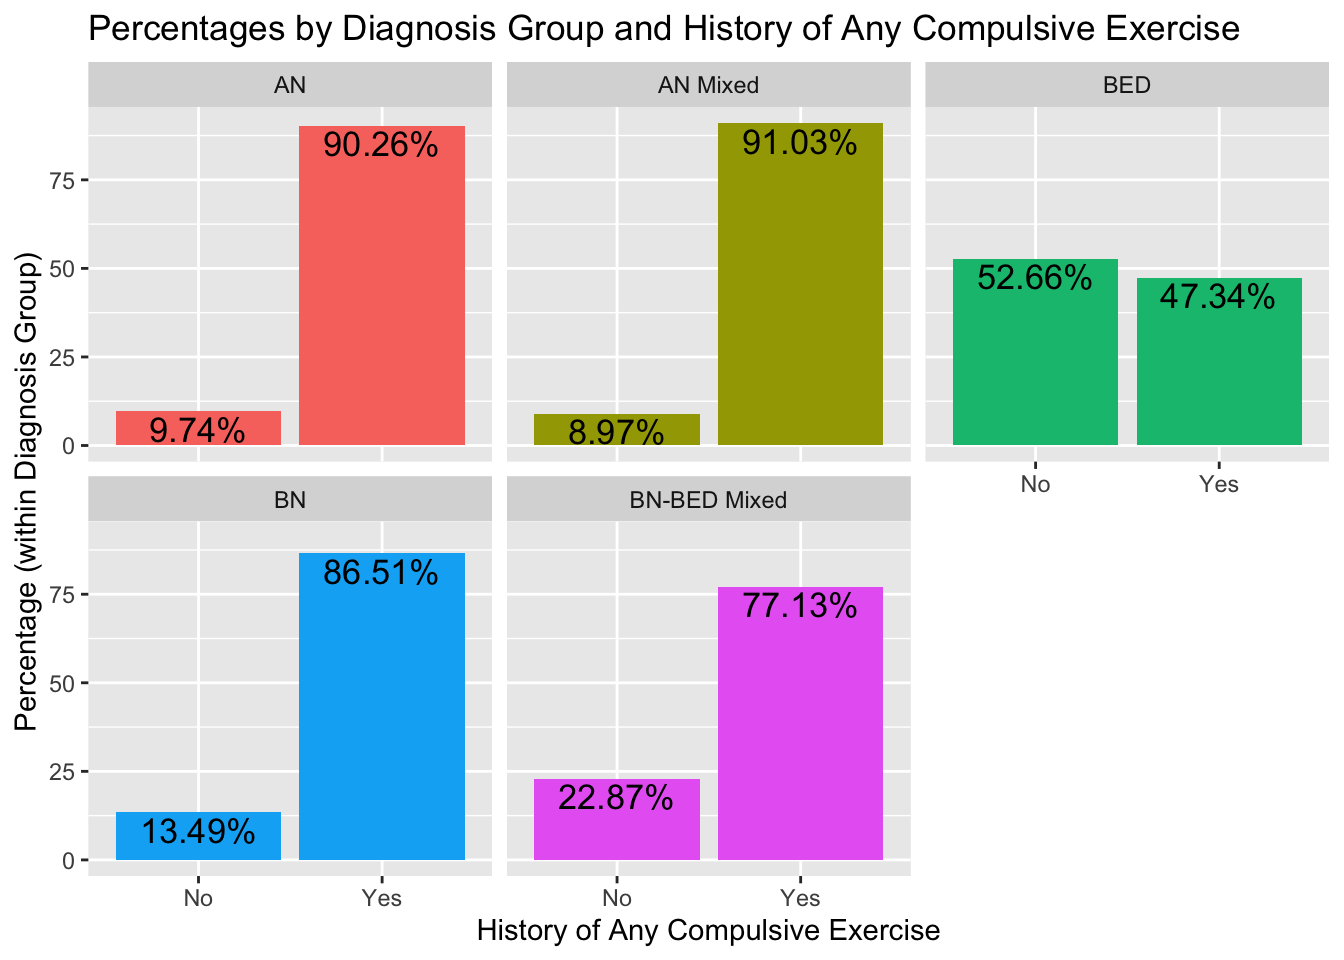 Percentages by Diagnosis Group and History of Any Compulsive Exercise
AN
AN Mixed
BED
90.26%
91.03%
52.66%
47.34%
9.74%
8.97%
75
50
25
0
No
Yes
BN
BN-BED Mixed
86.51%
77.13%
13.49%
22.87%
75
50
25
0
No
Yes
No
Yes
Percentage (within Diagnosis Group)
History of Any Compulsive Exercise